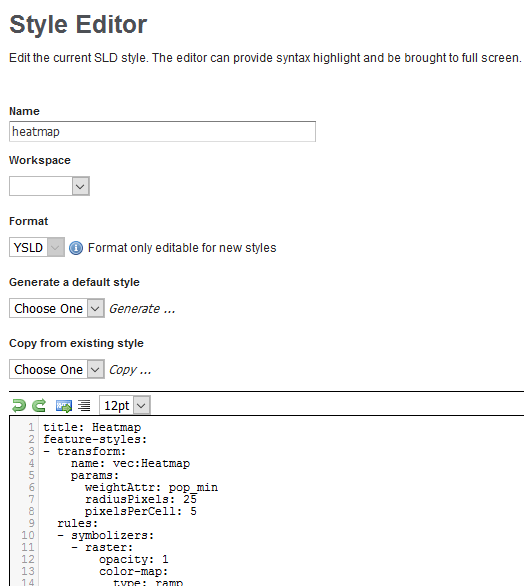 Style Editor
Edit the current SLD style. The editor can provide syntax highlight and be brought to full screen.
Name
heatmap
Workspace
Format
YSLD Format only editable for new styles
Generate a default style
Choose One Generate ...
Copy from existing style
Choose One Copy ...
12pt
1 title: Heatmap
2 feature-styles:
3 - transform:
4 name: vec:Heatmap
5 params:
6 weightAttr: pop_min
7 radiusPixels: 25
8 pixelsPerCell: 5
9 rules:
10 - symbolizers:
11 - raster:
12 opacity: 1
13 color-map:
14 type: ramp